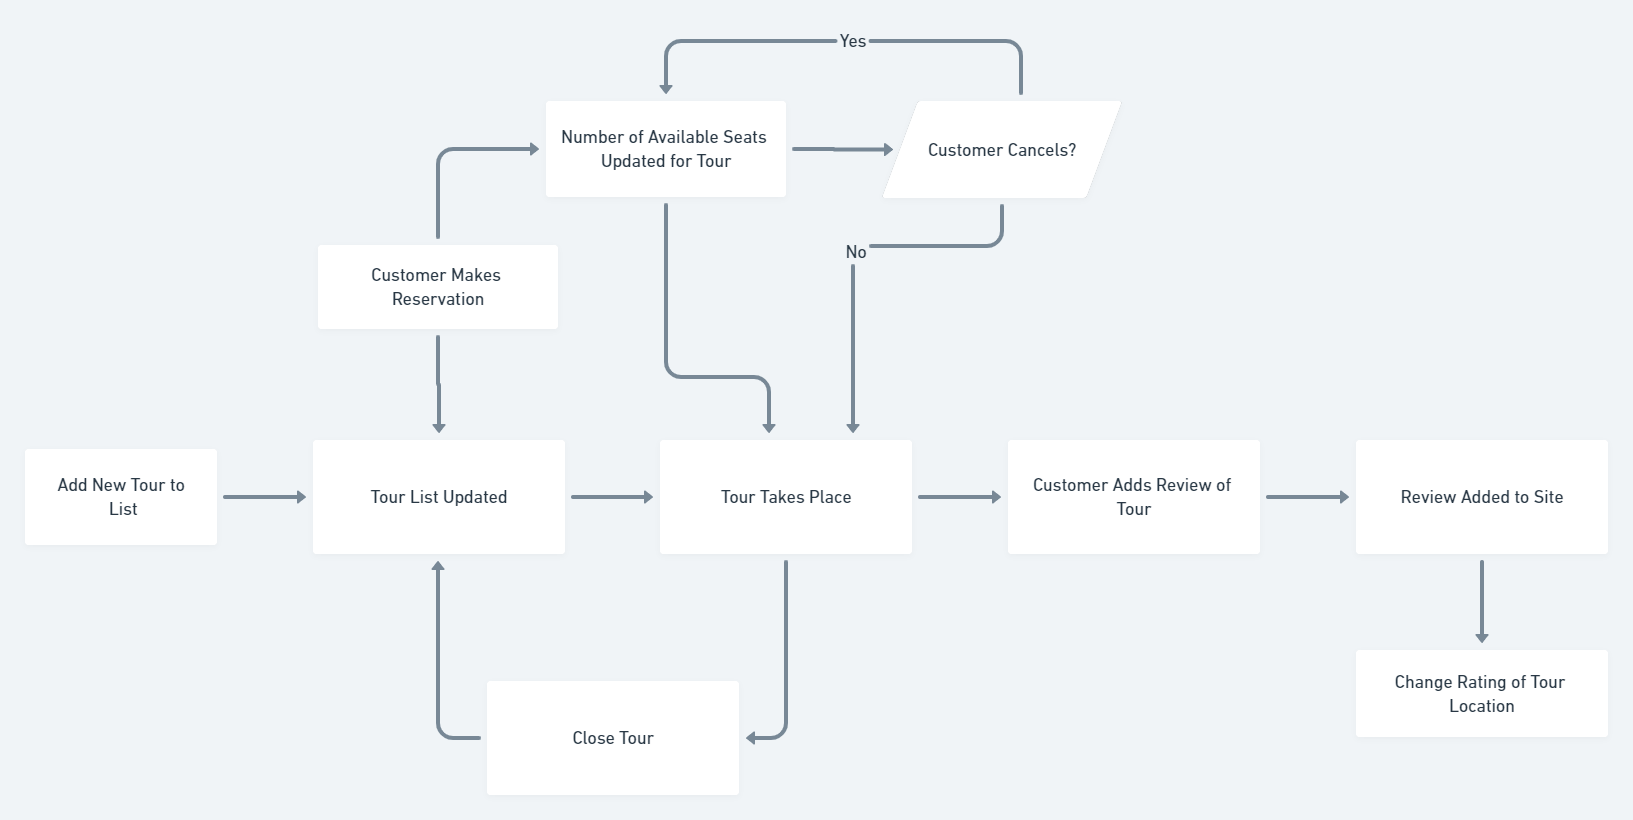 Yes
Number of Available Seats
Updated for Tour
Customer Cancels?
No
Customer Makes
Reservation
Add New Tour to
List
Tour List Updated
Tour Takes Place
Customer Adds Review of
Tour
Review Added to Site
Close Tour
Change Rating of Tour
Location